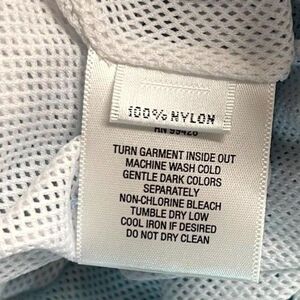 100% NYLON
RN 99426
TURN GARMENT INSIDE OUT
MACHINE WASH COLD
GENTLE DARK COLORS
SEPARATELY
NON-CHLORINE BLEACH
TUMBLE DRY LOW
COOL IRON IF DESIRED
DO NOT DRY CLEAN